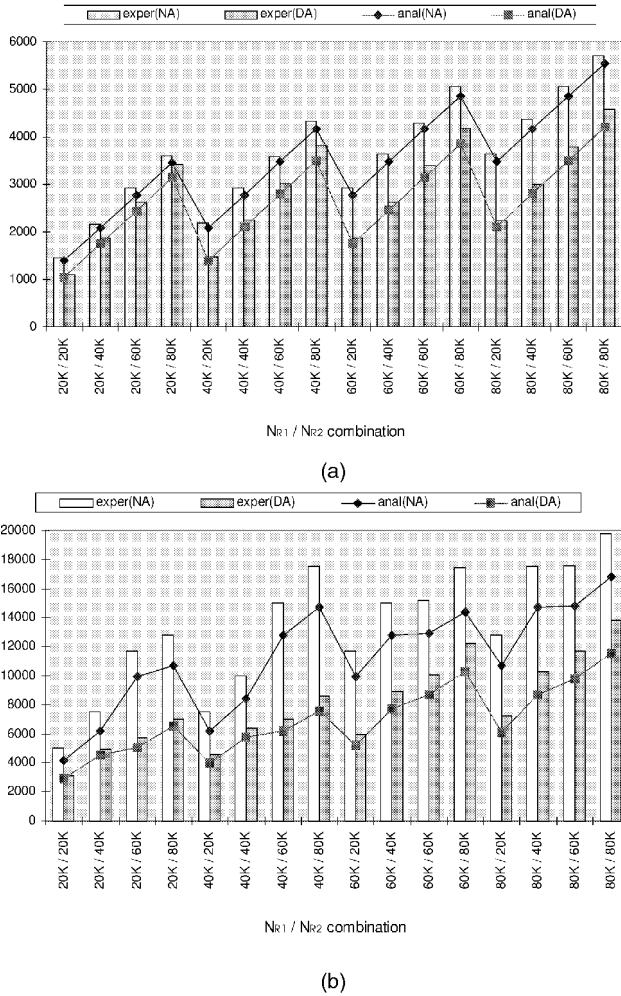 exper(NA) exper(DA) anal(NA) anal(DA)
6000
5000
4000
3000
2000
1000
0
20K / 20K
20K / 40K
20K / 60K
20K / 80K
40K / 20K
40K / 40K
40K / 60K
40K / 80K
60K / 20K
60K / 40K
60K / 60K
60K / 80K
80K / 20K
80K / 40K
80K / 60K
80K / 80K
NR1 / NR2 combination
(a)
exper(NA) exper(DA) anal(NA) anal(DA)
20000
18000
16000
14000
12000
10000
8000
6000
4000
2000
0
20K / 20K
20K / 40K
20K / 60K
20K / 80K
40K / 20K
40K / 40K
40K / 60K
40K / 80K
60K / 20K
60K / 40K
60K / 60K
60K / 80K
80K / 20K
80K / 40K
80K / 60K
80K / 80K
NR1 / NR2 combination
(b)